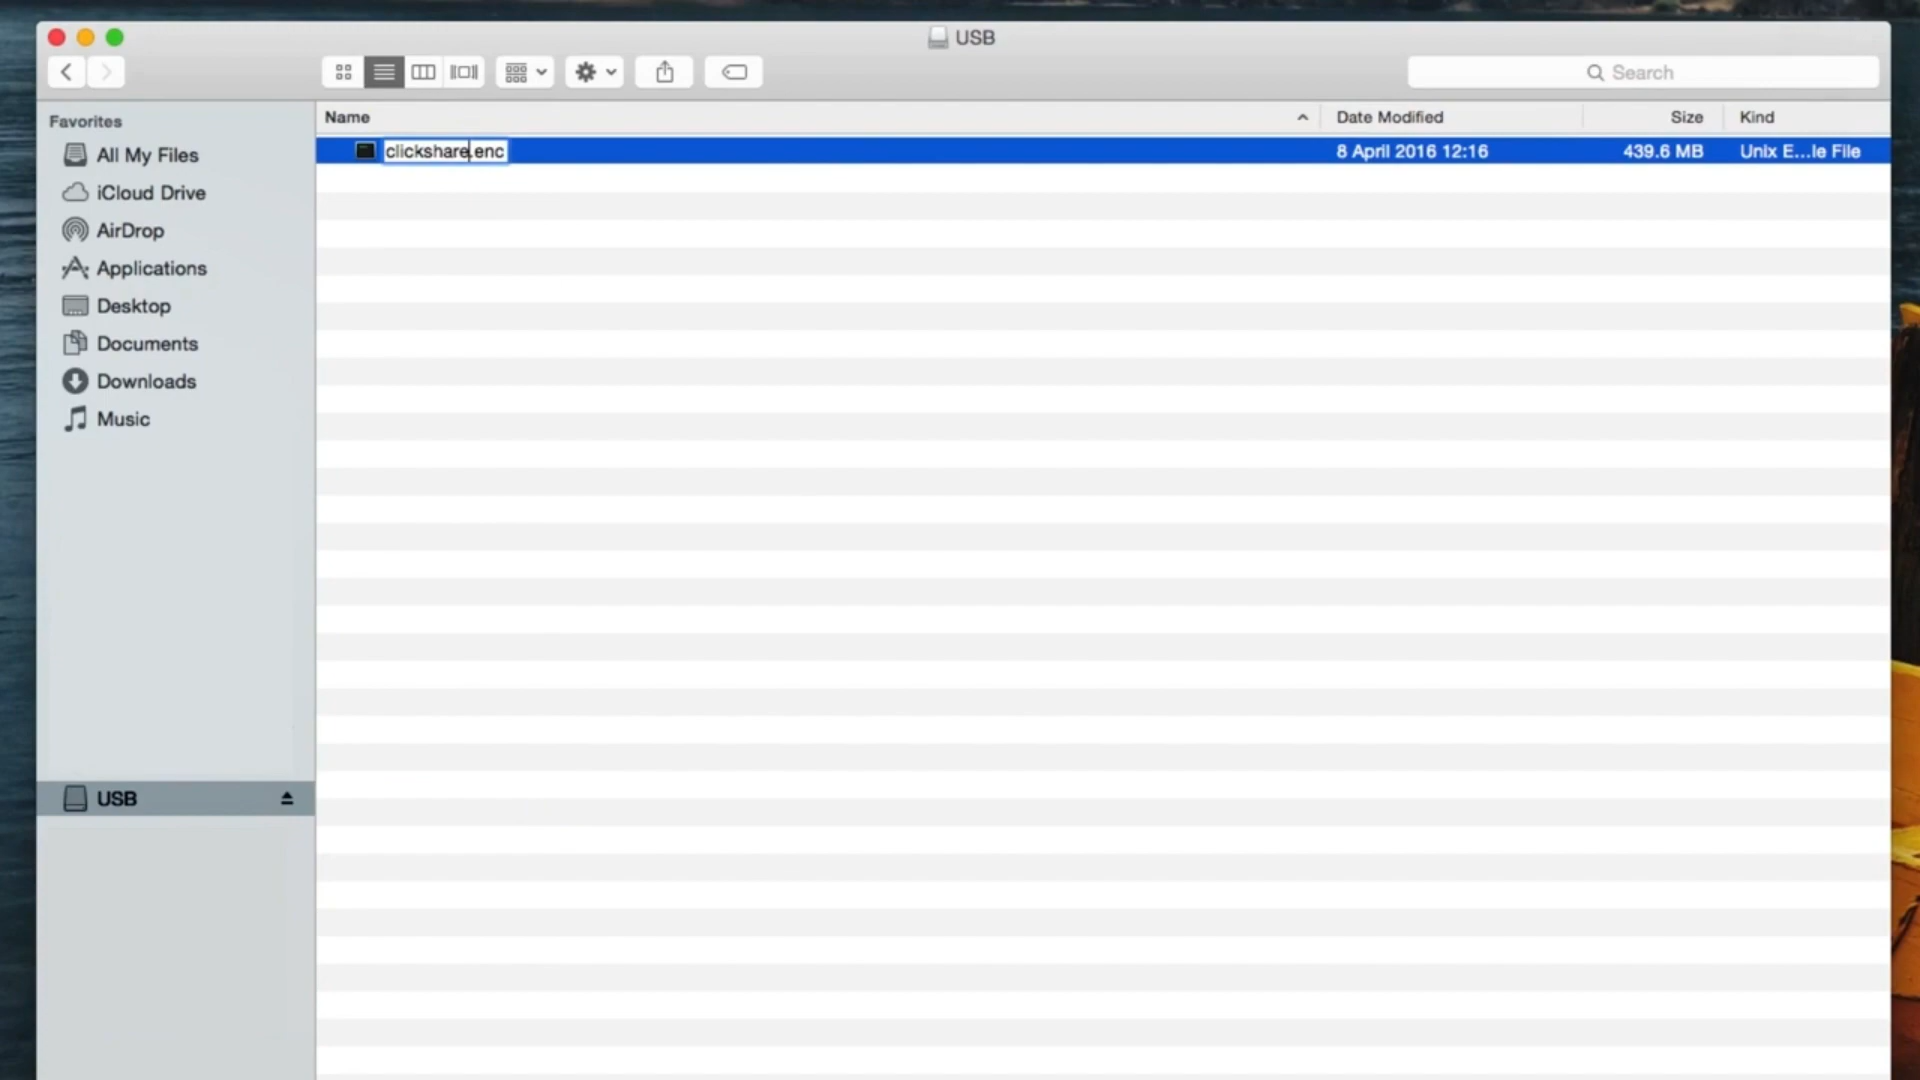 USB
Search
Favorites
All My Files
iCloud Drive
AirDrop
Applications
Desktop
Documents
Downloads
Music
USB
Name Date Modified Size Kind
clickshare.enc 8 April 2016 12:16 439.6 MB Unix E...le File